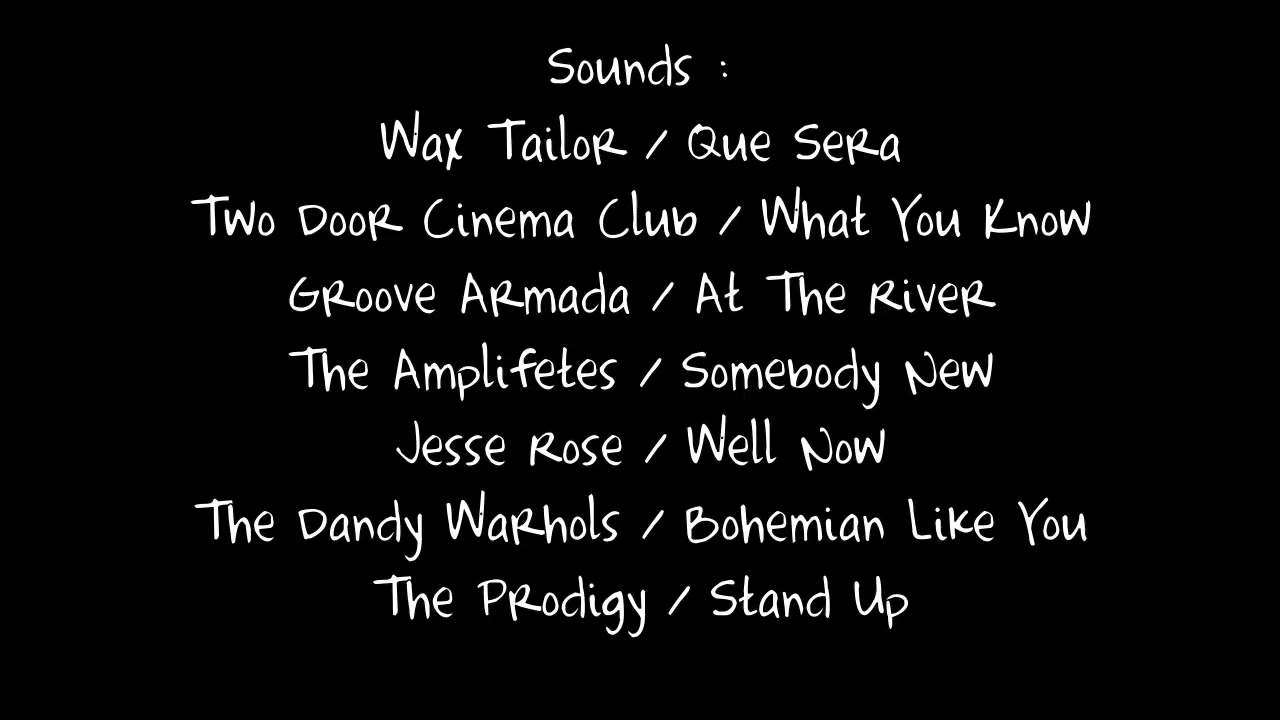 Sounds :
Wax Tailor / Que Sera
Two Door Cinema Club / What You Know
Groove Armada / At The River
The Amplifetes / Somebody New
Jesse Rose / Well Now
The Dandy Warhols / Bohemian Like You
The Prodigy / Stand Up